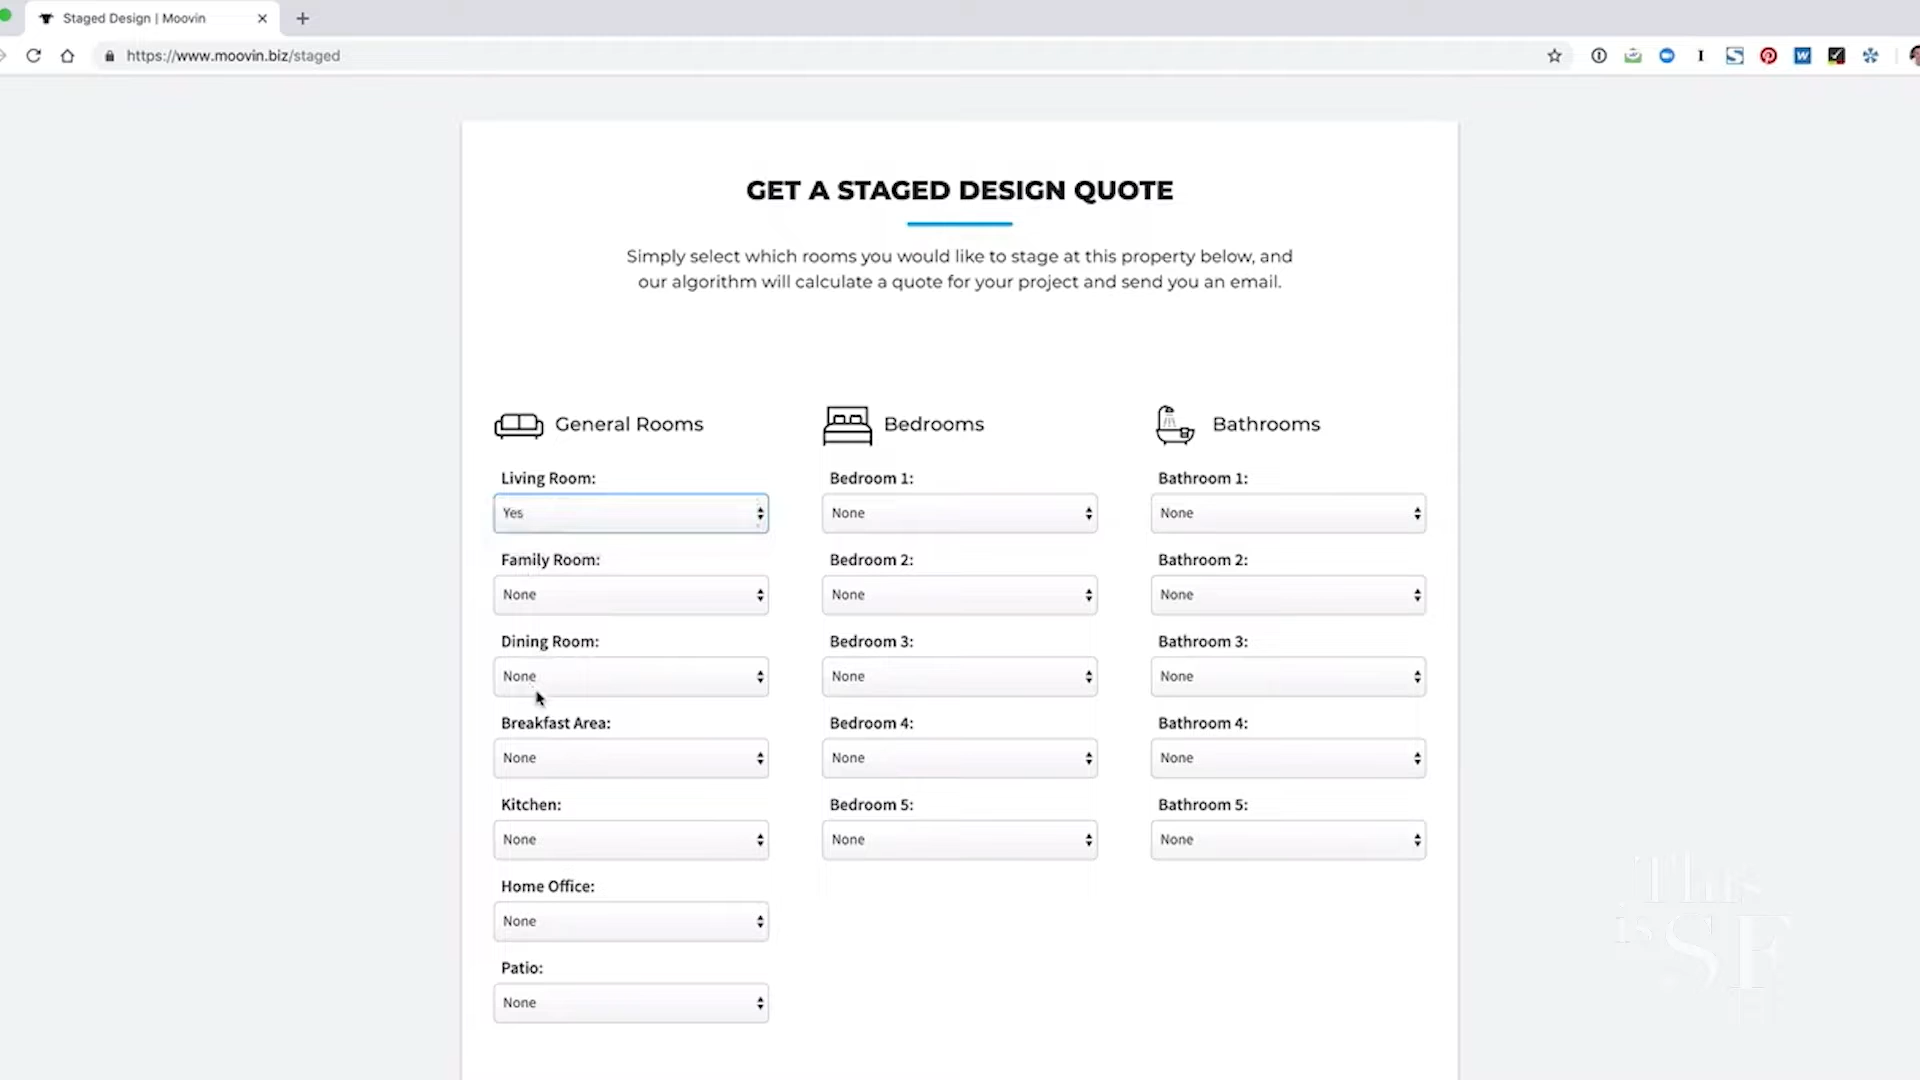 Staged Design | Moovin
https://www.moovin.biz/staged
GET A STAGED DESIGN QUOTE
Simply select which rooms you would like to stage at this property below, and
our algorithm will calculate a quote for your project and send you an email.
General Rooms
Living Room:
Yes
Family Room:
None
Dining Room:
None
Breakfast Area:
None
Kitchen:
None
Home Office:
None
Patio:
None
Bedrooms
Bedroom 1:
None
Bedroom 2:
None
Bedroom 3:
None
Bedroom 4:
None
Bedroom 5:
None
Bathrooms
Bathroom 1:
None
Bathroom 2:
None
Bathroom 3:
None
Bathroom 4:
None
Bathroom 5:
None
This
is SF